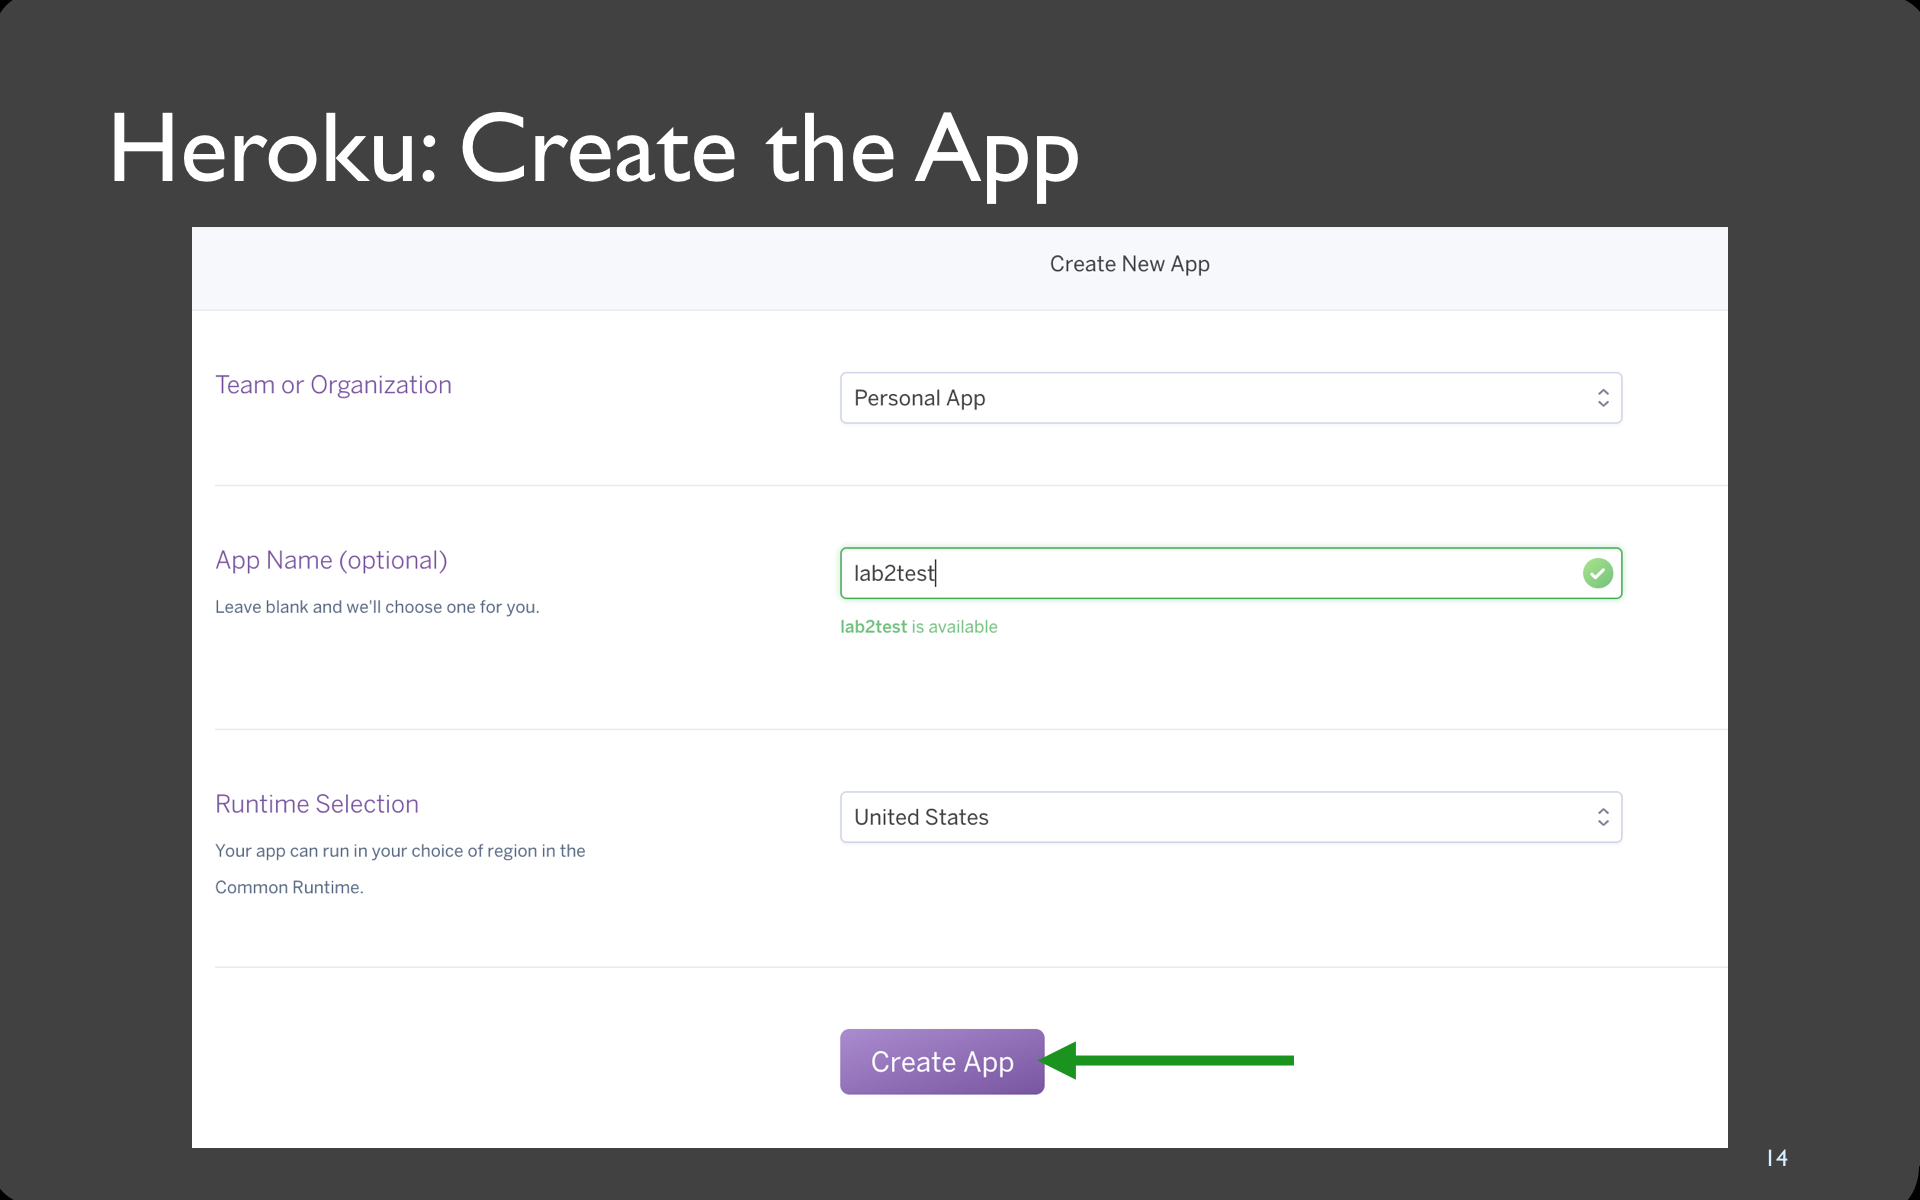 Heroku: Create the App
Create New App
Team or Organization
Personal App
App Name (optional)
lab2test
Leave blank and we'll choose one for you.
lab2test is available
Runtime Selection
United States
Your app can run in your choice of region in the
Common Runtime.
Create App
14